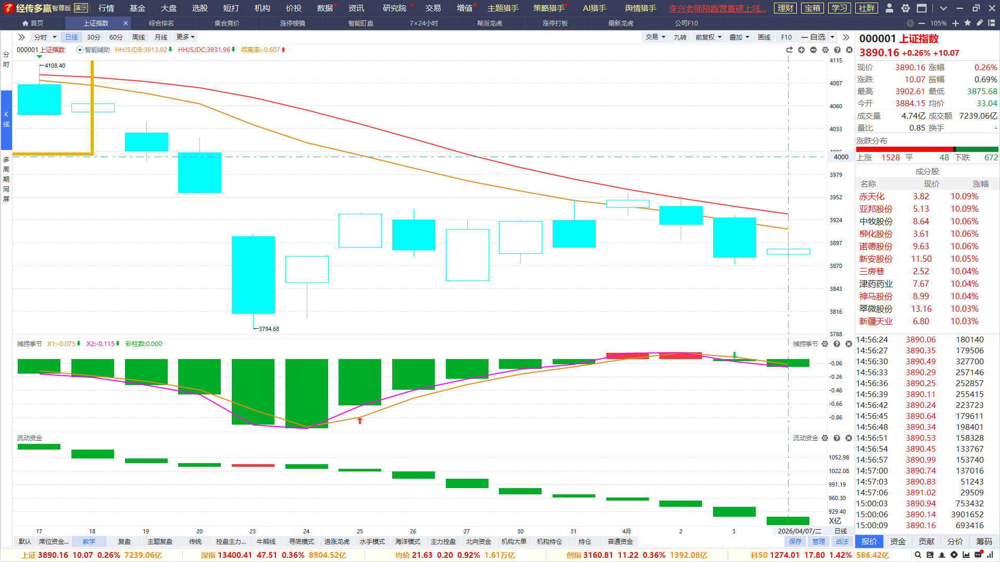 经传多赢 智尊版 演示 行情 基金 大盘 选股 短打 机构 价投 数据 资讯 研究院 交易 增值 主题猎手 策略猎手 AI猎手 舆情猎手 李兴老师陪跑营重磅上线... 理财 宝箱 学习 社群
首页 上证指数 综合排名 集合竞价 涨停棱镜 智能盯盘 7×24小时 帮派龙虎 涨停打板 最新龙虎 公司F10 105%
分时 日线 30分 60分 周线 月线 更多 交易 九转 前复权 叠加 画线 F10 自选
000001 上证指数 智能辅助 HHJSJDB:3913.92 HHJSJDC:3931.96 乖离率:-0.607
分时
K线
多周期同屏
4108.40
3794.68
4115
4087
4060
4033
4000
3979
3952
3924
3897
3870
3843
3816
3788
捕捞季节 X1:-0.075 X2:-0.115 彩柱数:0.000 捕捞季节
-0.06
-0.26
-0.46
-0.66
-0.86
流动资金 流动资金
1052.98
1022.08
991.19
960.30
929.40
X亿
17 18 19 20 23 24 25 26 27 30 31 4月 2 3 2026/04/07/二 日线
默认 席位资金... 教学 复盘 主题复盘 传统 控盘主力... 牛能线 寻底模式 追涨龙虎 水手模式 海洋模式 主力控盘 北向资金 机构大单 机构持仓 持仓 普通资金 保存 管理 战法
000001 上证指数
3890.16 +0.26% +10.07
现价 3890.16 涨幅 0.26%
涨跌 10.07 振幅 0.69%
最高 3902.61 最低 3875.68
今开 3884.15 均价 33.04
成交量 4.74亿 成交额 7239.06亿
量比 0.85 换手 -
涨跌分布
上涨 1528 平 48 下跌 672
成分股
名称 现价 涨幅
赤天化 3.82 10.09%
亚邦股份 5.13 10.09%
中牧股份 8.64 10.06%
柳化股份 3.61 10.06%
诺德股份 9.63 10.06%
新安股份 11.50 10.05%
三房巷 2.52 10.04%
津药药业 7.67 10.04%
神马股份 8.99 10.04%
翠微股份 13.16 10.03%
新疆天业 6.80 10.03%
14:56:24 3890.06 180140
14:56:27 3890.35 179506
14:56:30 3890.49 327700
14:56:33 3890.29 257146
14:56:36 3890.25 252857
14:56:39 3890.11 255415
14:56:42 3890.24 223723
14:56:45 3890.64 179611
14:56:48 3890.34 198401
14:56:51 3890.53 158328
14:56:54 3890.45 133767
14:56:57 3890.99 153740
14:57:00 3890.74 137016
14:57:03 3890.83 51243
14:57:06 3891.02 29509
15:00:03 3890.94 753432
15:00:06 3890.14 3901652
15:00:09 3890.16 693416
报价 资金 贡献 分价 筹码
上证 3890.16 10.07 0.26% 7239.06亿 深指 13400.41 47.51 0.36% 8904.52亿 均价 21.63 0.20 0.92% 1.61万亿 创指 3160.81 11.22 0.36% 1392.08亿 科50 1274.01 17.80 1.42% 586.42亿